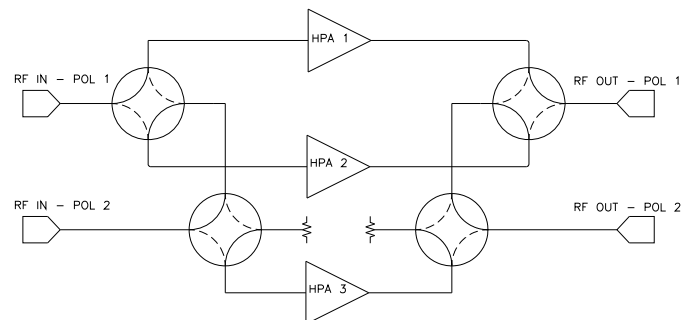 HPA 1
RF IN - POL 1
RF OUT - POL 1
HPA 2
RF IN - POL 2
RF OUT - POL 2
HPA 3